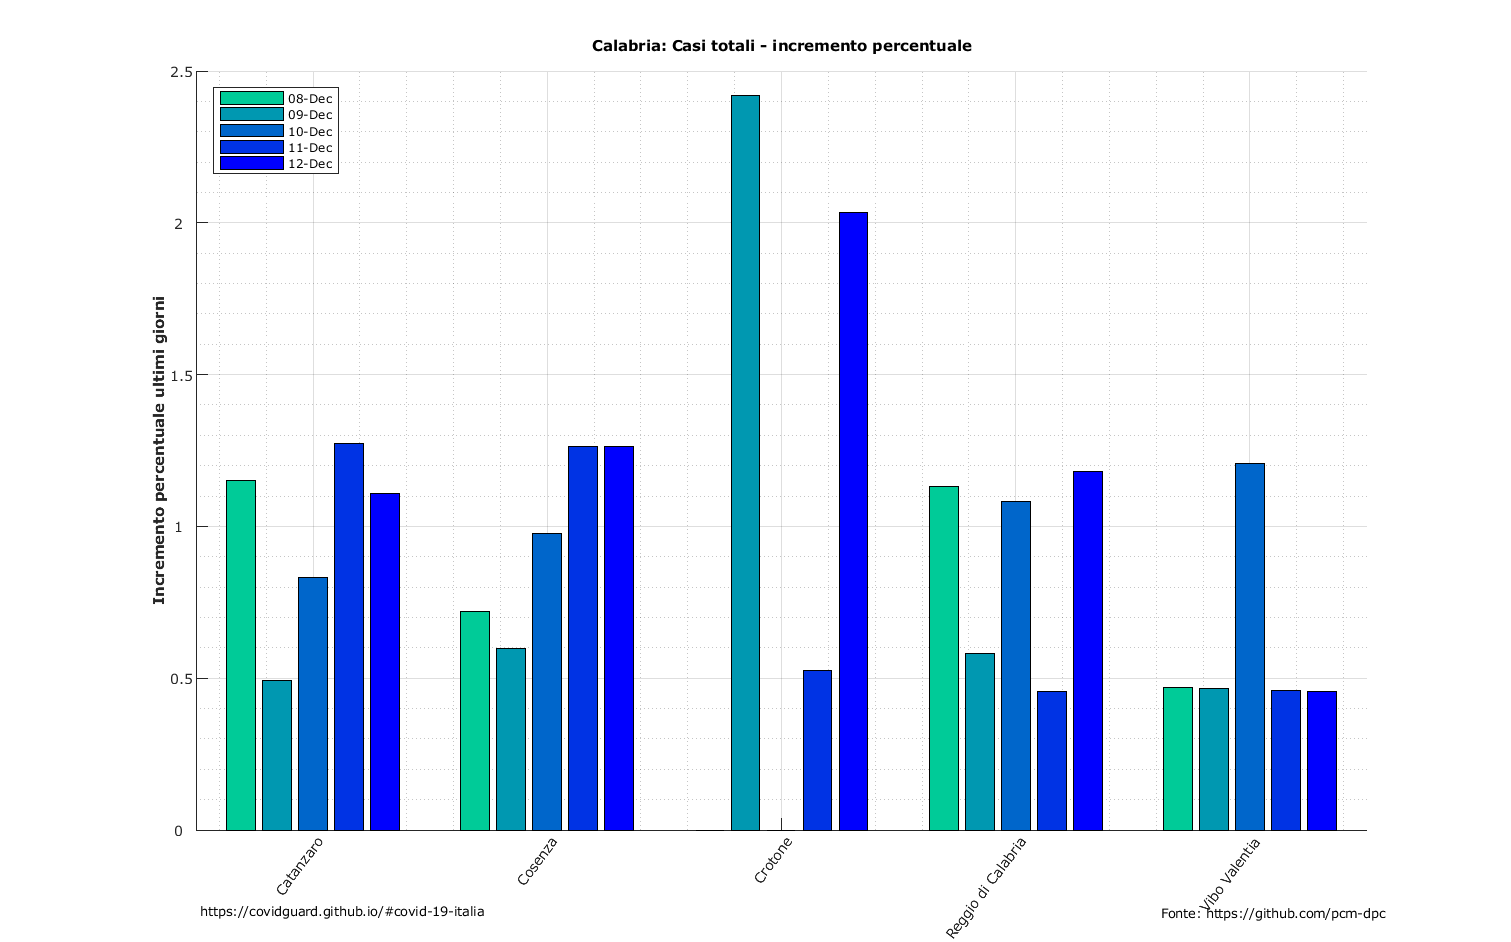 Calabria: Casi totali - incremento percentuale
2.5
2
1.5
1
0.5
0
Incremento percentuale ultimi giorni
08-Dec
09-Dec
10-Dec
11-Dec
12-Dec
Catanzaro
Cosenza
Crotone
Reggio di Calabria
Vibo Valentia
https://covidguard.github.io/#covid-19-italia
Fonte: https://github.com/pcm-dpc